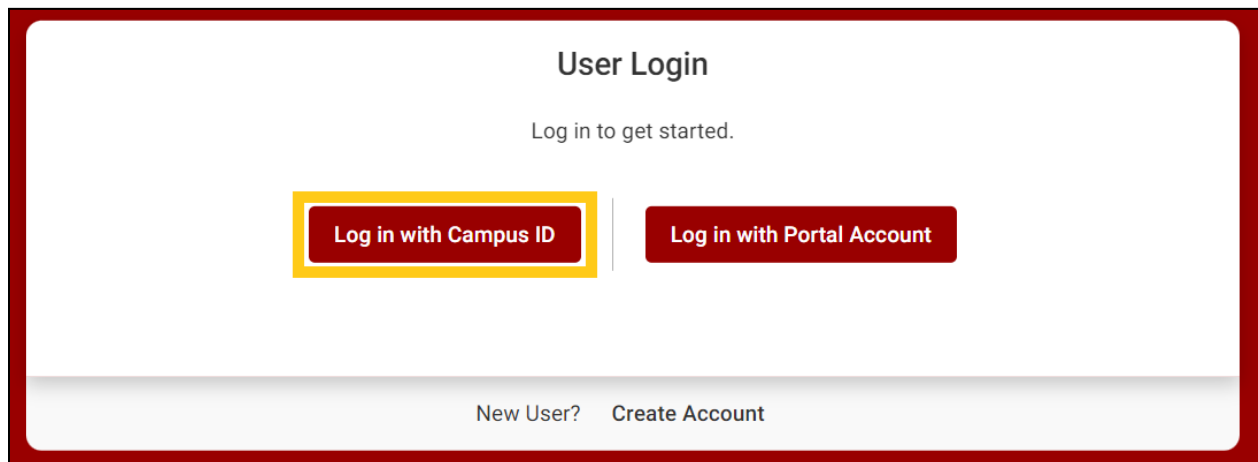 User Login
Log in to get started.
Log in with Campus ID
Log in with Portal Account
New User? Create Account